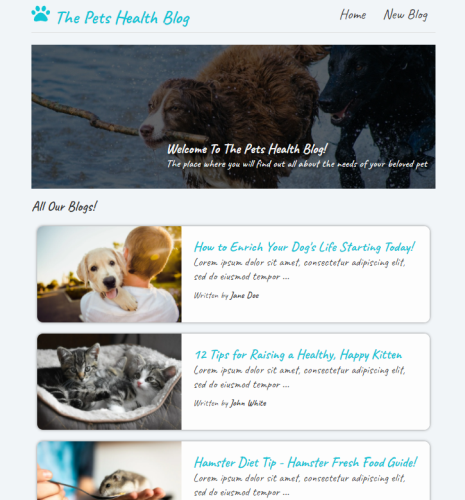 The Pets Health Blog
Home New Blog
Welcome To The Pets Health Blog!
The place where you will find out all about the needs of your beloved pet
All Our Blogs!
How to Enrich Your Dog's Life Starting Today!
Lorem ipsum dolor sit amet, consectetur adipiscing elit,
sed do eiusmod tempor ...
Written by Jane Doe
12 Tips for Raising a Healthy, Happy Kitten
Lorem ipsum dolor sit amet, consectetur adipiscing elit,
sed do eiusmod tempor ...
Written by John White
Hamster Diet Tip - Hamster Fresh Food Guide!
Lorem ipsum dolor sit amet, consectetur adipiscing elit,
sed do eiusmod tempor ...